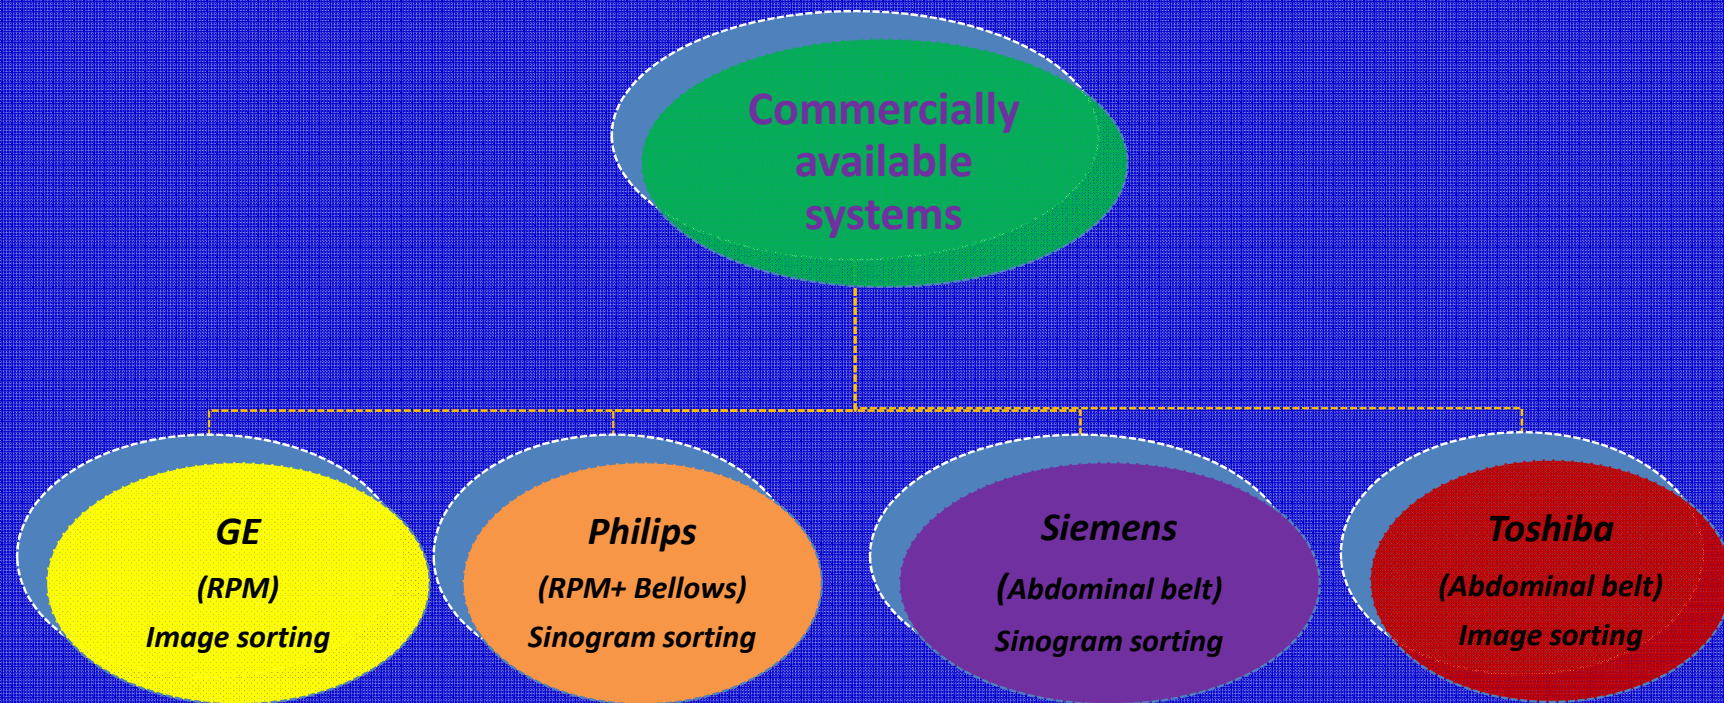 Commercially
available
systems
GE
(RPM)
Image sorting
Philips
(RPM+ Bellows)
Sinogram sorting
Siemens
(Abdominal belt)
Sinogram sorting
Toshiba
(Abdominal belt)
Image sorting